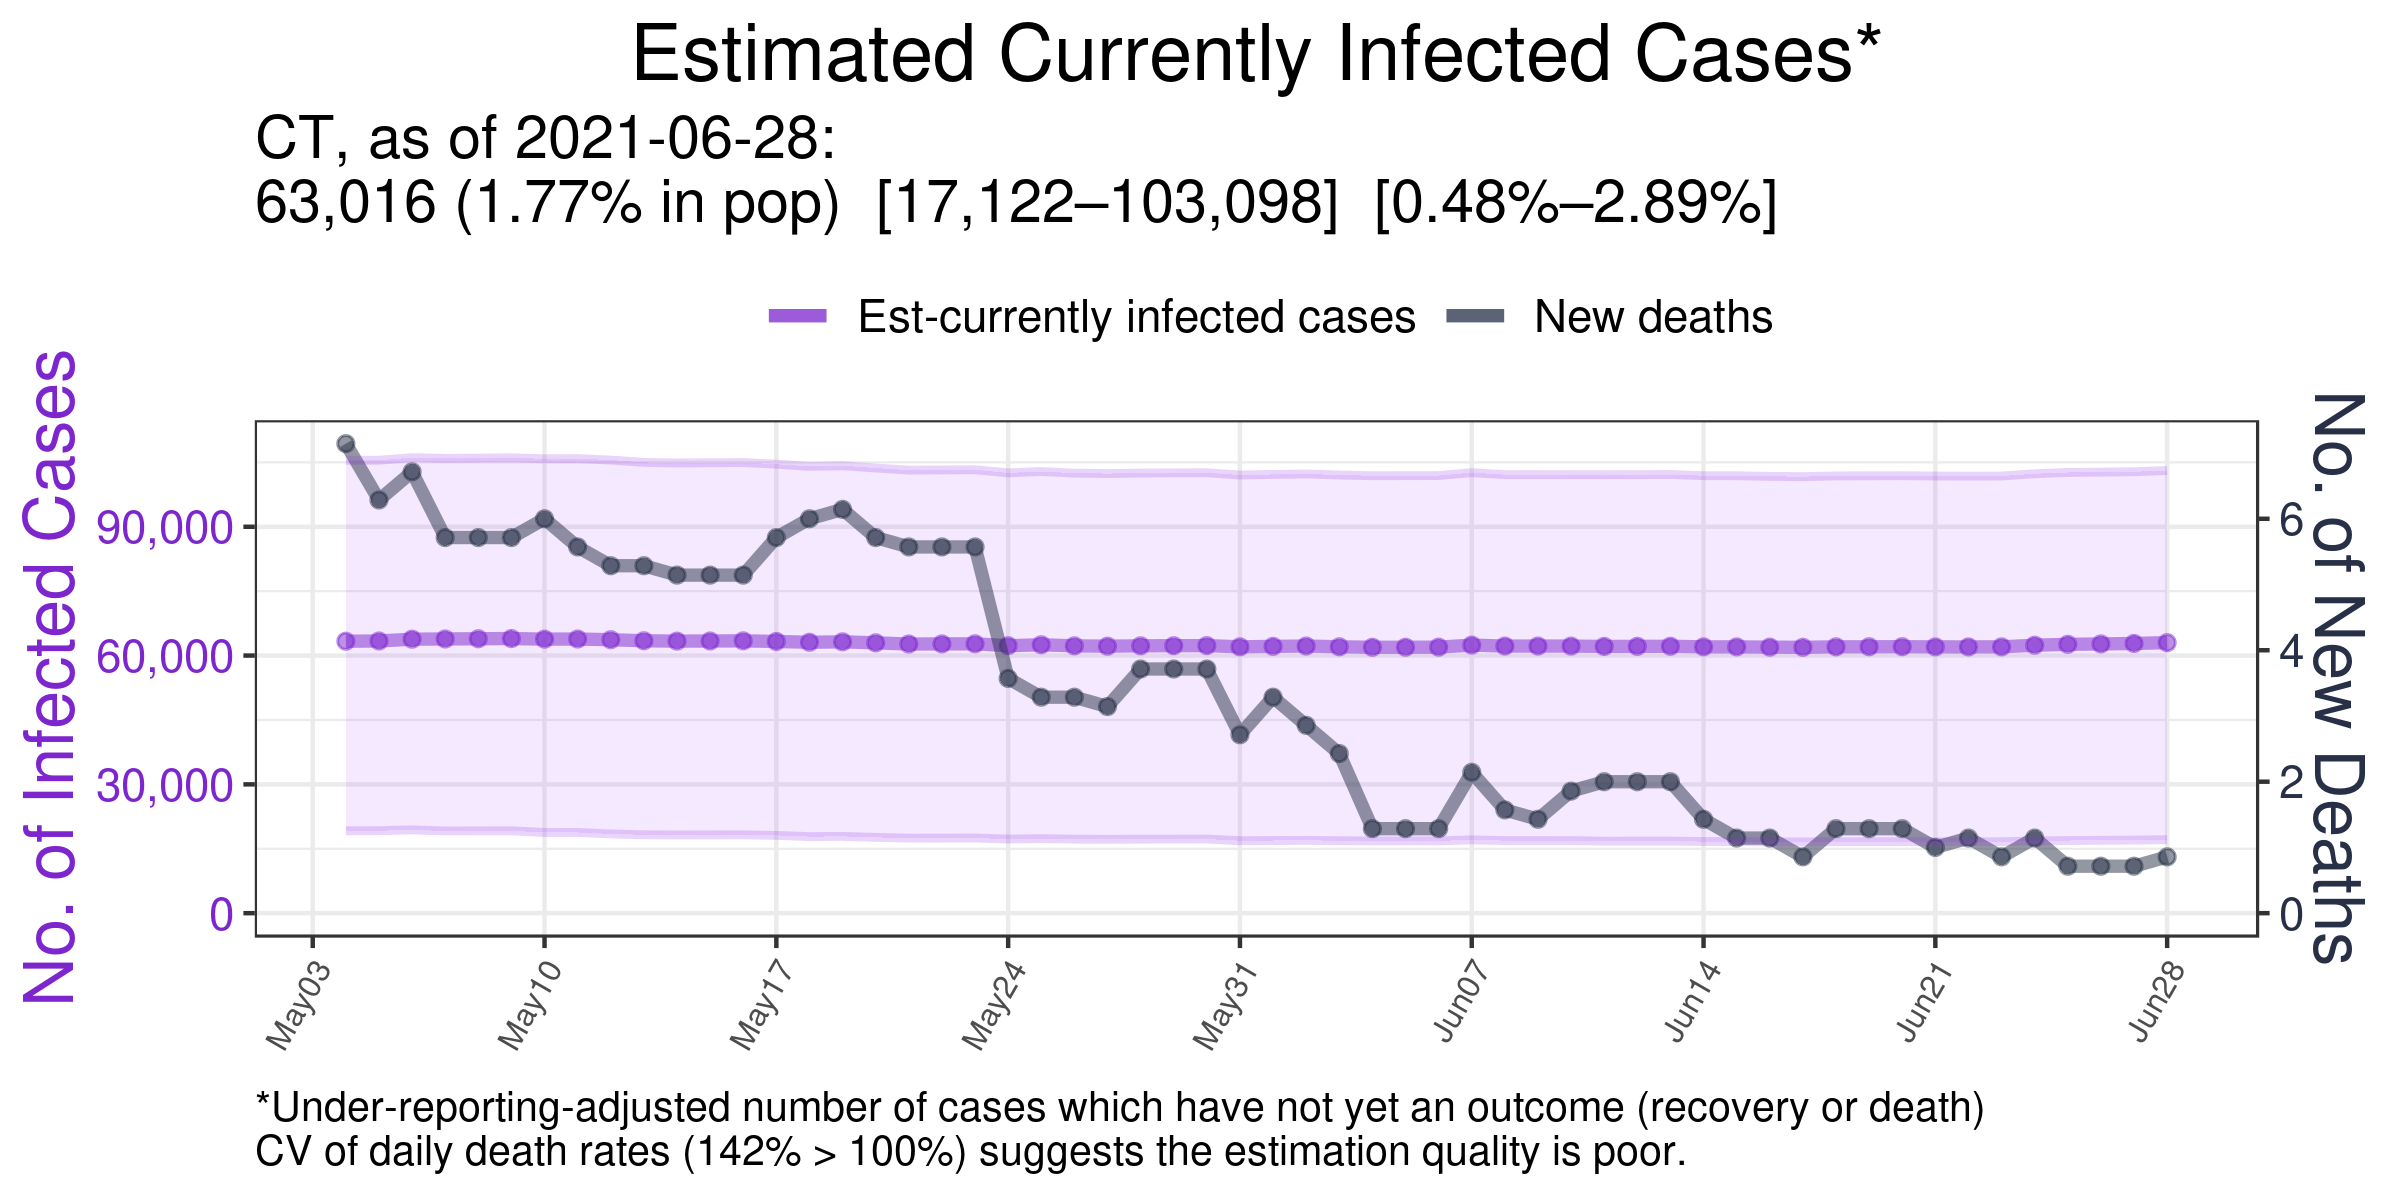 Estimated Currently Infected Cases*
CT, as of 2021-06-28:
63,016 (1.77% in pop)  [17,122–103,098]  [0.48%–2.89%]
Est-currently infected cases
New deaths
No. of Infected Cases
90,000
60,000
30,000
0
6
4
2
0
No. of New Deaths
May03
May10
May17
May24
May31
Jun07
Jun14
Jun21
Jun28
*Under-reporting-adjusted number of cases which have not yet an outcome (recovery or death)
CV of daily death rates (142% > 100%) suggests the estimation quality is poor.